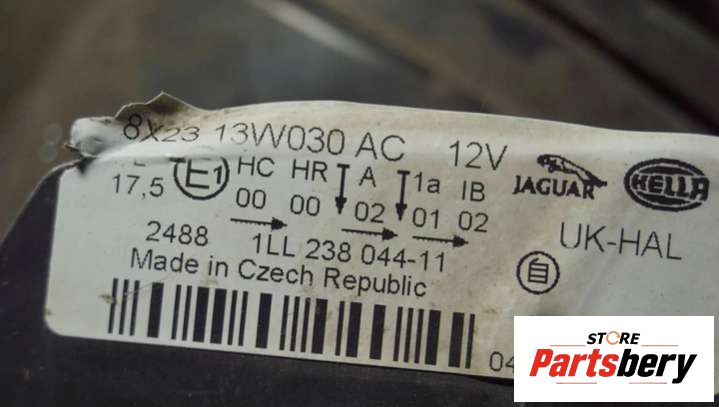 8X23 13W030 AC 12V
JAGUAR HELLA
17,5 E1 HC HR A 1a IB
00 00 02 01 02
UK-HAL
2488 1LL 238 044-11
Made in Czech Republic
04
STORE
Partsbery